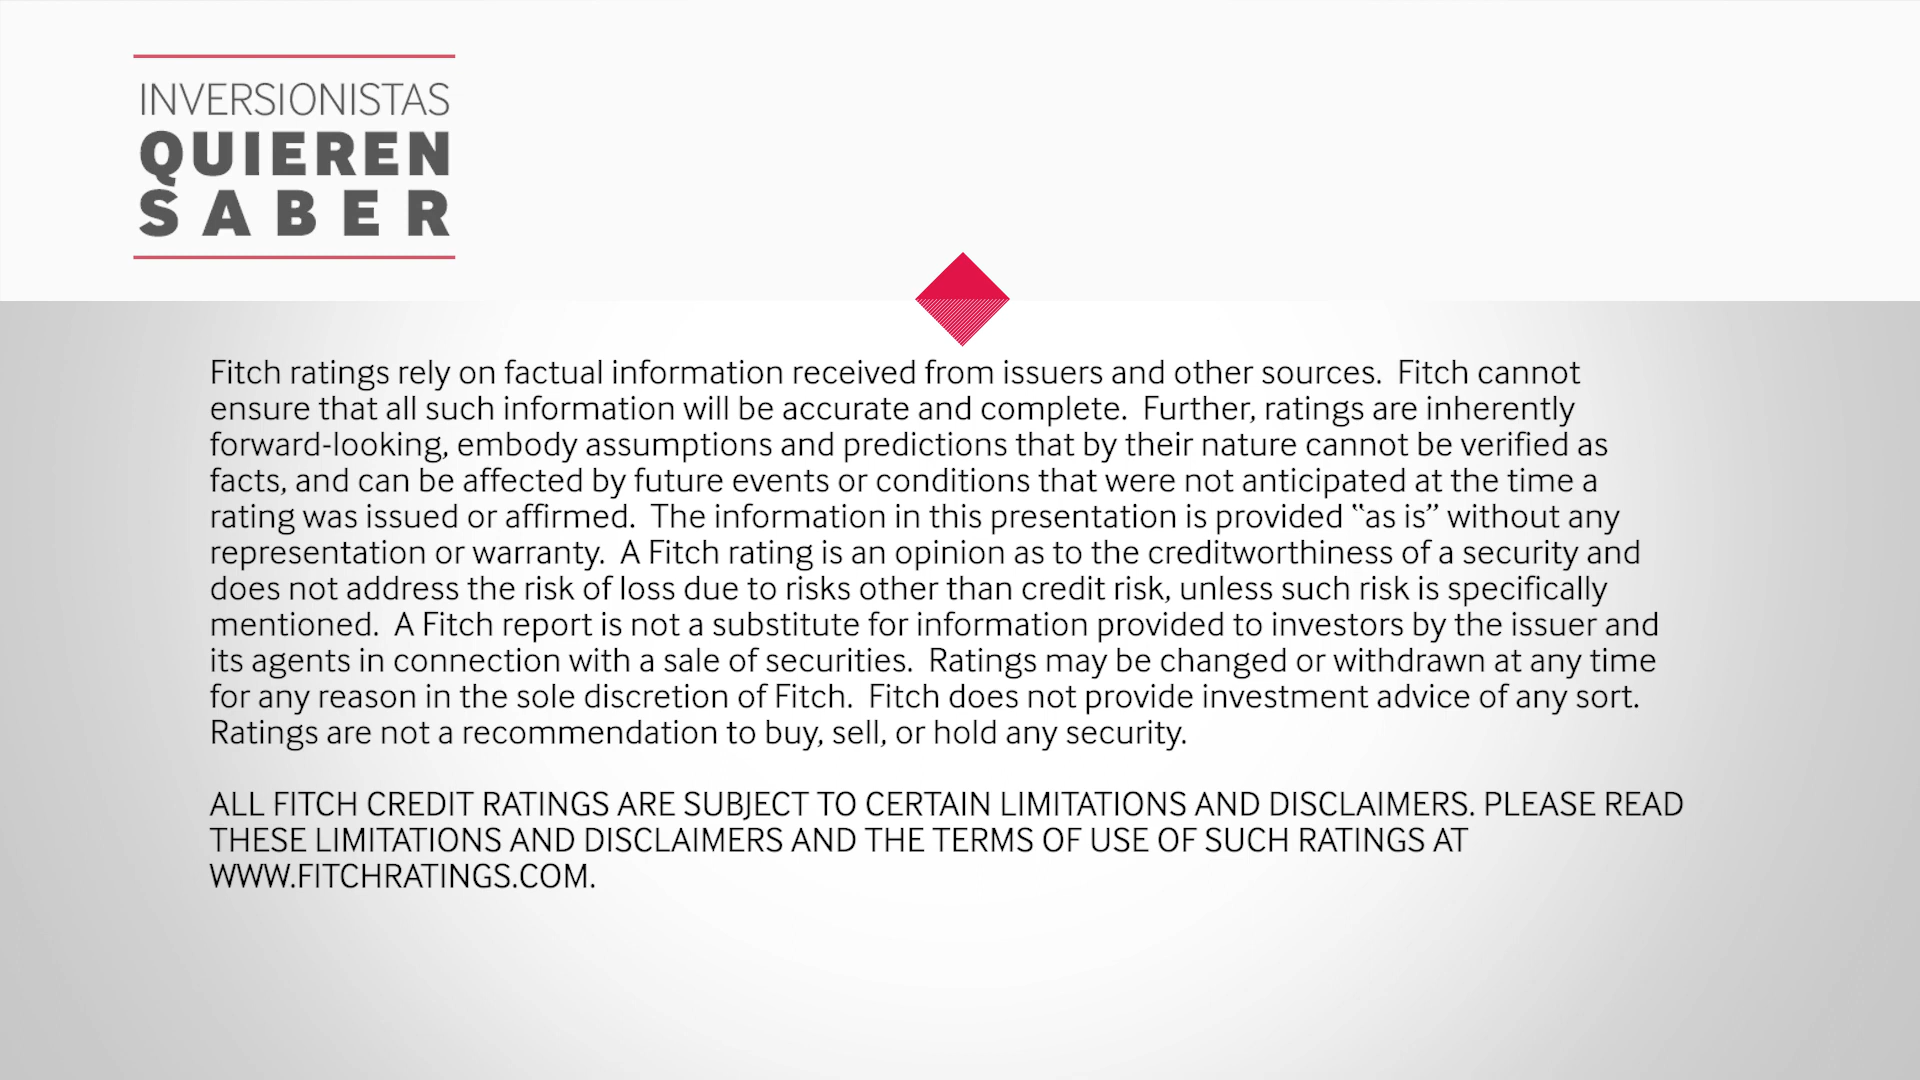 INVERSIONISTAS
QUIEREN
SABER
Fitch ratings rely on factual information received from issuers and other sources.  Fitch cannot
ensure that all such information will be accurate and complete.  Further, ratings are inherently
forward-looking, embody assumptions and predictions that by their nature cannot be verified as
facts, and can be affected by future events or conditions that were not anticipated at the time a
rating was issued or affirmed.  The information in this presentation is provided “as is” without any
representation or warranty.  A Fitch rating is an opinion as to the creditworthiness of a security and
does not address the risk of loss due to risks other than credit risk, unless such risk is specifically
mentioned.  A Fitch report is not a substitute for information provided to investors by the issuer and
its agents in connection with a sale of securities.  Ratings may be changed or withdrawn at any time
for any reason in the sole discretion of Fitch.  Fitch does not provide investment advice of any sort.
Ratings are not a recommendation to buy, sell, or hold any security.
ALL FITCH CREDIT RATINGS ARE SUBJECT TO CERTAIN LIMITATIONS AND DISCLAIMERS. PLEASE READ
THESE LIMITATIONS AND DISCLAIMERS AND THE TERMS OF USE OF SUCH RATINGS AT
WWW.FITCHRATINGS.COM.